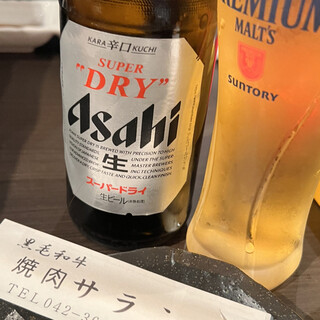 KARA 辛口 KUCHI
SUPER
"DRY"
Asahi
生
スーパードライ
生ビール
PREMIUM
MALT'S
SUNTORY
黒毛和牛
焼肉サラ、
TEL 042-3